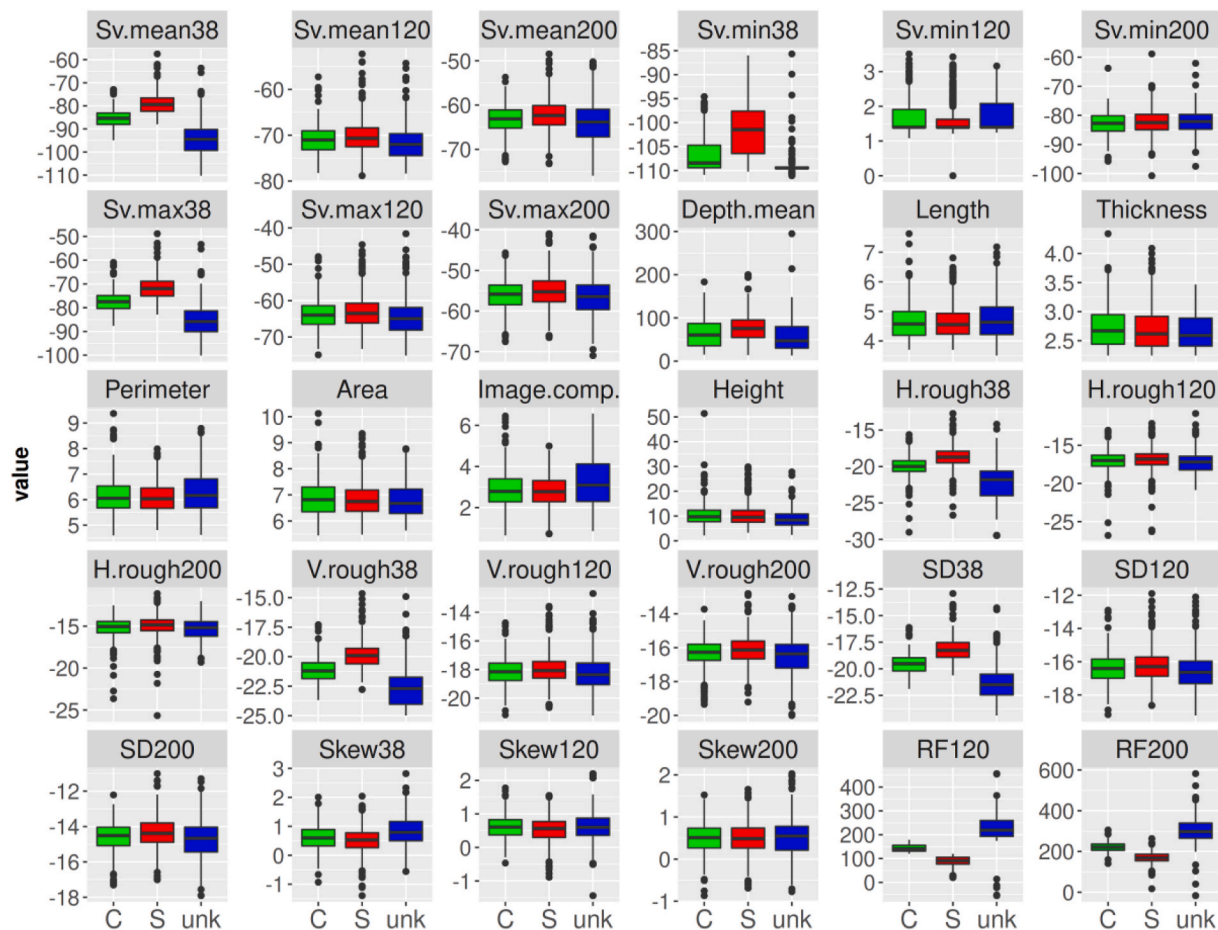 Sv.mean38 Sv.mean120 Sv.mean200 Sv.min38 Sv.min120 Sv.min200
-60 -70 -80 -90 -100 -110
-60 -70 -80
-50 -60 -70
-85 -90 -95 -100 -105 -110
3 2 1 0
-60 -70 -80 -90 -100
Sv.max38 Sv.max120 Sv.max200 Depth.mean Length Thickness
-50 -60 -70 -80 -90 -100
-40 -50 -60 -70
-40 -50 -60 -70
300 200 100 0
7 6 5 4
4.0 3.5 3.0 2.5
Perimeter Area Image.comp. Height H.rough38 H.rough120
9 8 7 6 5
10 9 8 7 6
6 4 2
50 40 30 20 10 0
-15 -20 -25 -30
-15 -20 -25
value
H.rough200 V.rough38 V.rough120 V.rough200 SD38 SD120
-15 -20 -25
-15.0 -17.5 -20.0 -22.5 -25.0
-14 -16 -18 -20
-14 -16 -18 -20
-12.5 -15.0 -17.5 -20.0 -22.5
-12 -14 -16 -18
SD200 Skew38 Skew120 Skew200 RF120 RF200
-12 -14 -16 -18
3 2 1 0 -1
2 1 0 -1
2 1 0 -1
400 300 200 100 0
600 400 200 0
C S unk C S unk C S unk C S unk C S unk C S unk